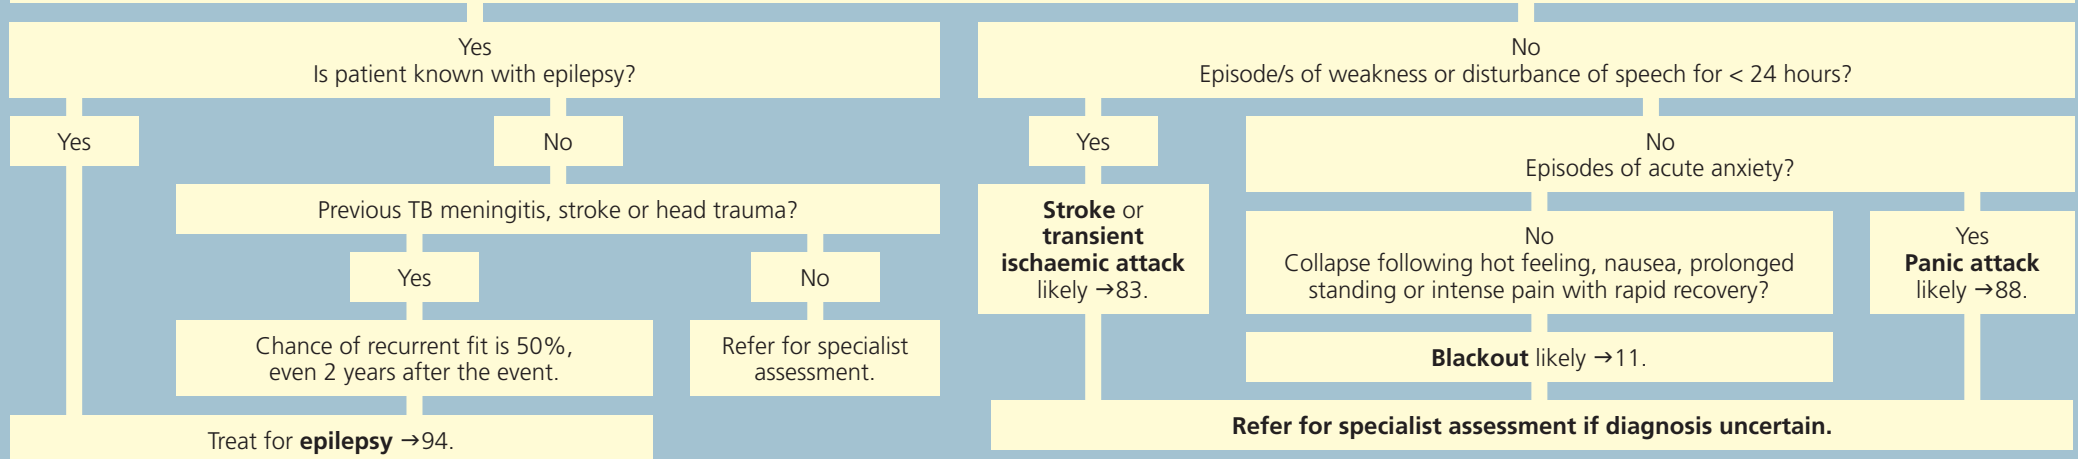 Yes
Is patient known with epilepsy?
Yes
No
Previous TB meningitis, stroke or head trauma?
Yes
No
Chance of recurrent fit is 50%,
even 2 years after the event.
Refer for specialist
assessment.
Treat for epilepsy →94.
No
Episode/s of weakness or disturbance of speech for < 24 hours?
Yes
No
Episodes of acute anxiety?
Stroke or
transient
ischaemic attack
likely →83.
No
Collapse following hot feeling, nausea, prolonged
standing or intense pain with rapid recovery?
Yes
Panic attack
likely →88.
Blackout likely →11.
Refer for specialist assessment if diagnosis uncertain.